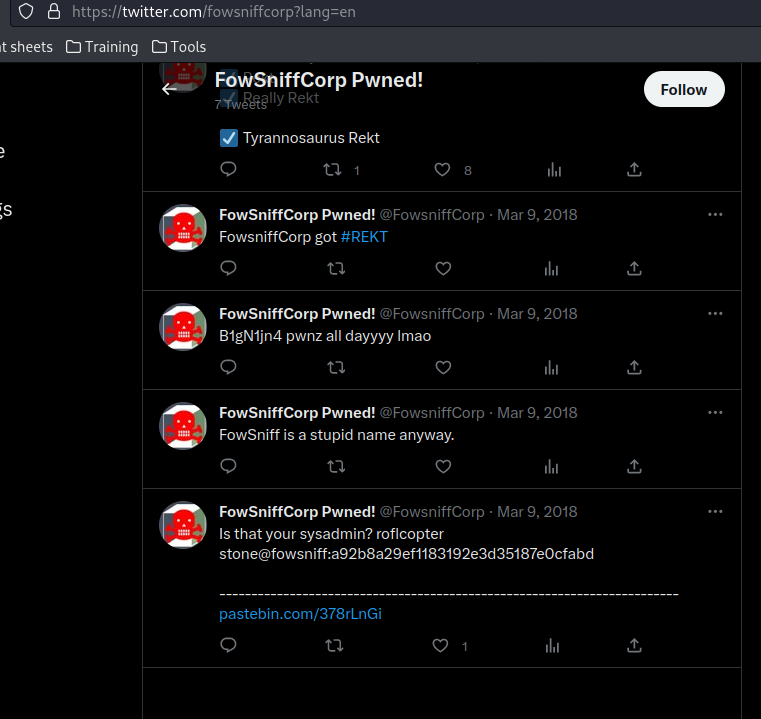 https://twitter.com/fowsniffcorp?lang=en
t sheets Training Tools
FowSniffCorp Pwned!
Really Rekt
7 Tweets
Follow
Tyrannosaurus Rekt
1 8
FowSniffCorp Pwned! @FowsniffCorp · Mar 9, 2018
FowsniffCorp got #REKT
FowSniffCorp Pwned! @FowsniffCorp · Mar 9, 2018
B1gN1jn4 pwnz all dayyyy lmao
FowSniffCorp Pwned! @FowsniffCorp · Mar 9, 2018
FowSniff is a stupid name anyway.
FowSniffCorp Pwned! @FowsniffCorp · Mar 9, 2018
Is that your sysadmin? roflcopter
stone@fowsniff:a92b8a29ef1183192e3d35187e0cfabd
-------------------------------------------------------------------------
pastebin.com/378rLnGi
1
e
gs